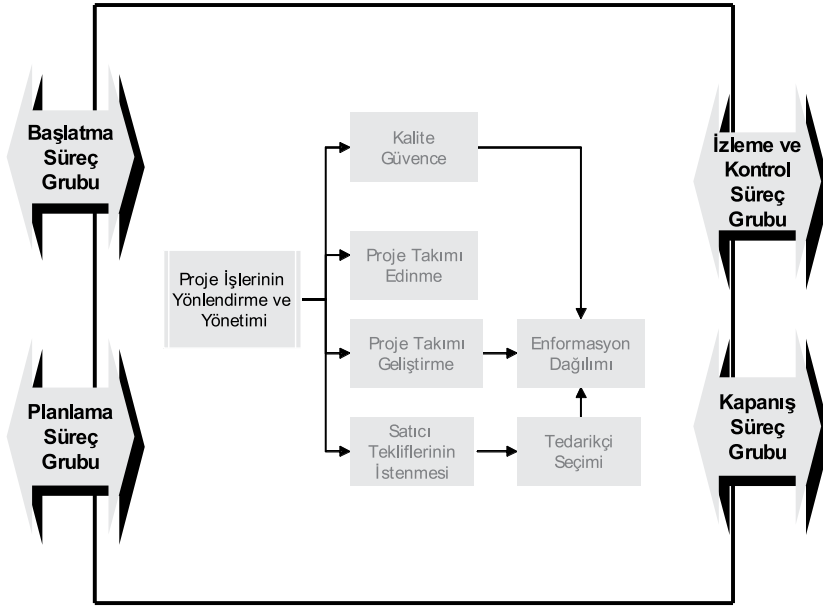 Başlatma
Süreç
Grubu
Kalite
Güvence
İzleme ve
Kontrol
Süreç
Grubu
Proje İşlerinin
Yönlendirme ve
Yönetimi
Proje Takımı
Edinme
Proje Takımı
Geliştirme
Enformasyon
Dağılımı
Planlama
Süreç
Grubu
Satıcı
Tekliflerinin
İstenmesi
Tedarikçi
Seçimi
Kapanış
Süreç
Grubu